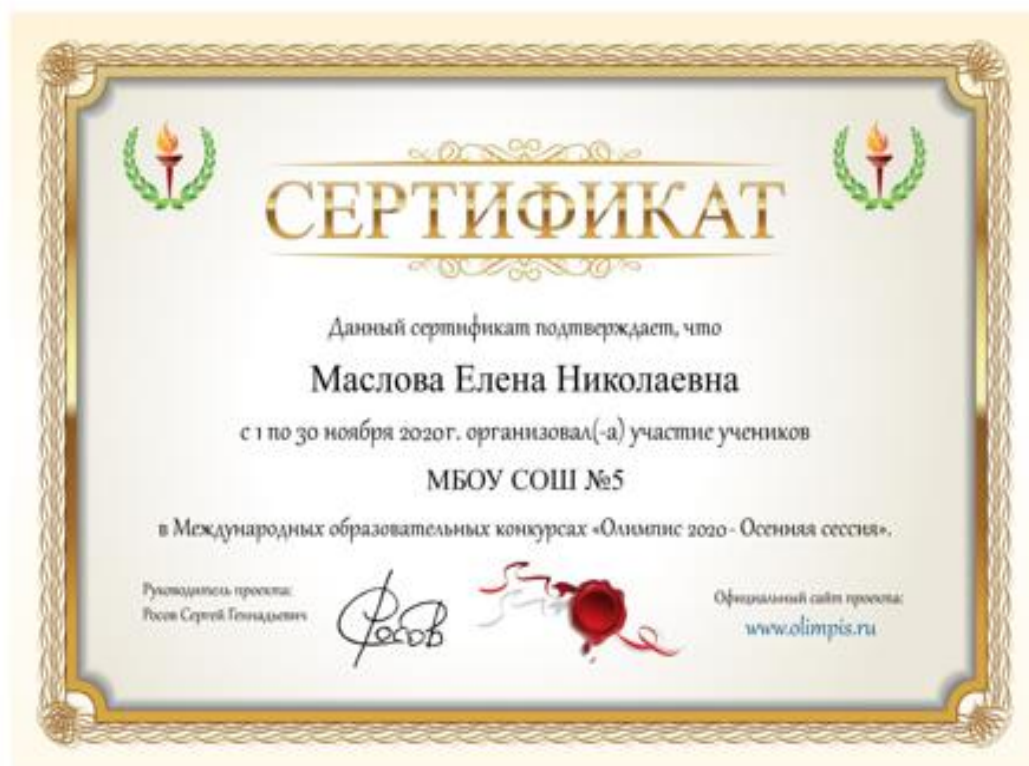 СЕРТИФИКАТ
Данный сертификат подтверждает, что
Маслова Елена Николаевна
с 1 по 30 ноября 2020г. организовал(-а) участие учеников
МБОУ СОШ №5
в Международных образовательных конкурсах «Олимпис 2020 - Осенняя сессия».
Руководитель проекта:
Росов Сергей Геннадьевич
Росов
Официальный сайт проекта:
www.olimpis.ru